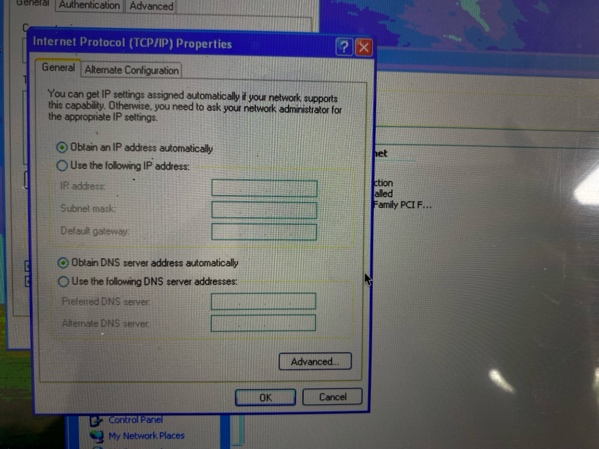 General Authentication Advanced
Internet Protocol (TCP/IP) Properties
General Alternate Configuration
You can get IP settings assigned automatically if your network supports
this capability. Otherwise, you need to ask your network administrator for
the appropriate IP settings.
Obtain an IP address automatically
Use the following IP address:
IP address:
Subnet mask:
Default gateway:
Obtain DNS server address automatically
Use the following DNS server addresses:
Preferred DNS server:
Alternate DNS server:
Advanced...
OK Cancel
net
ction
alled
Family PCI F...
Control Panel
My Network Places